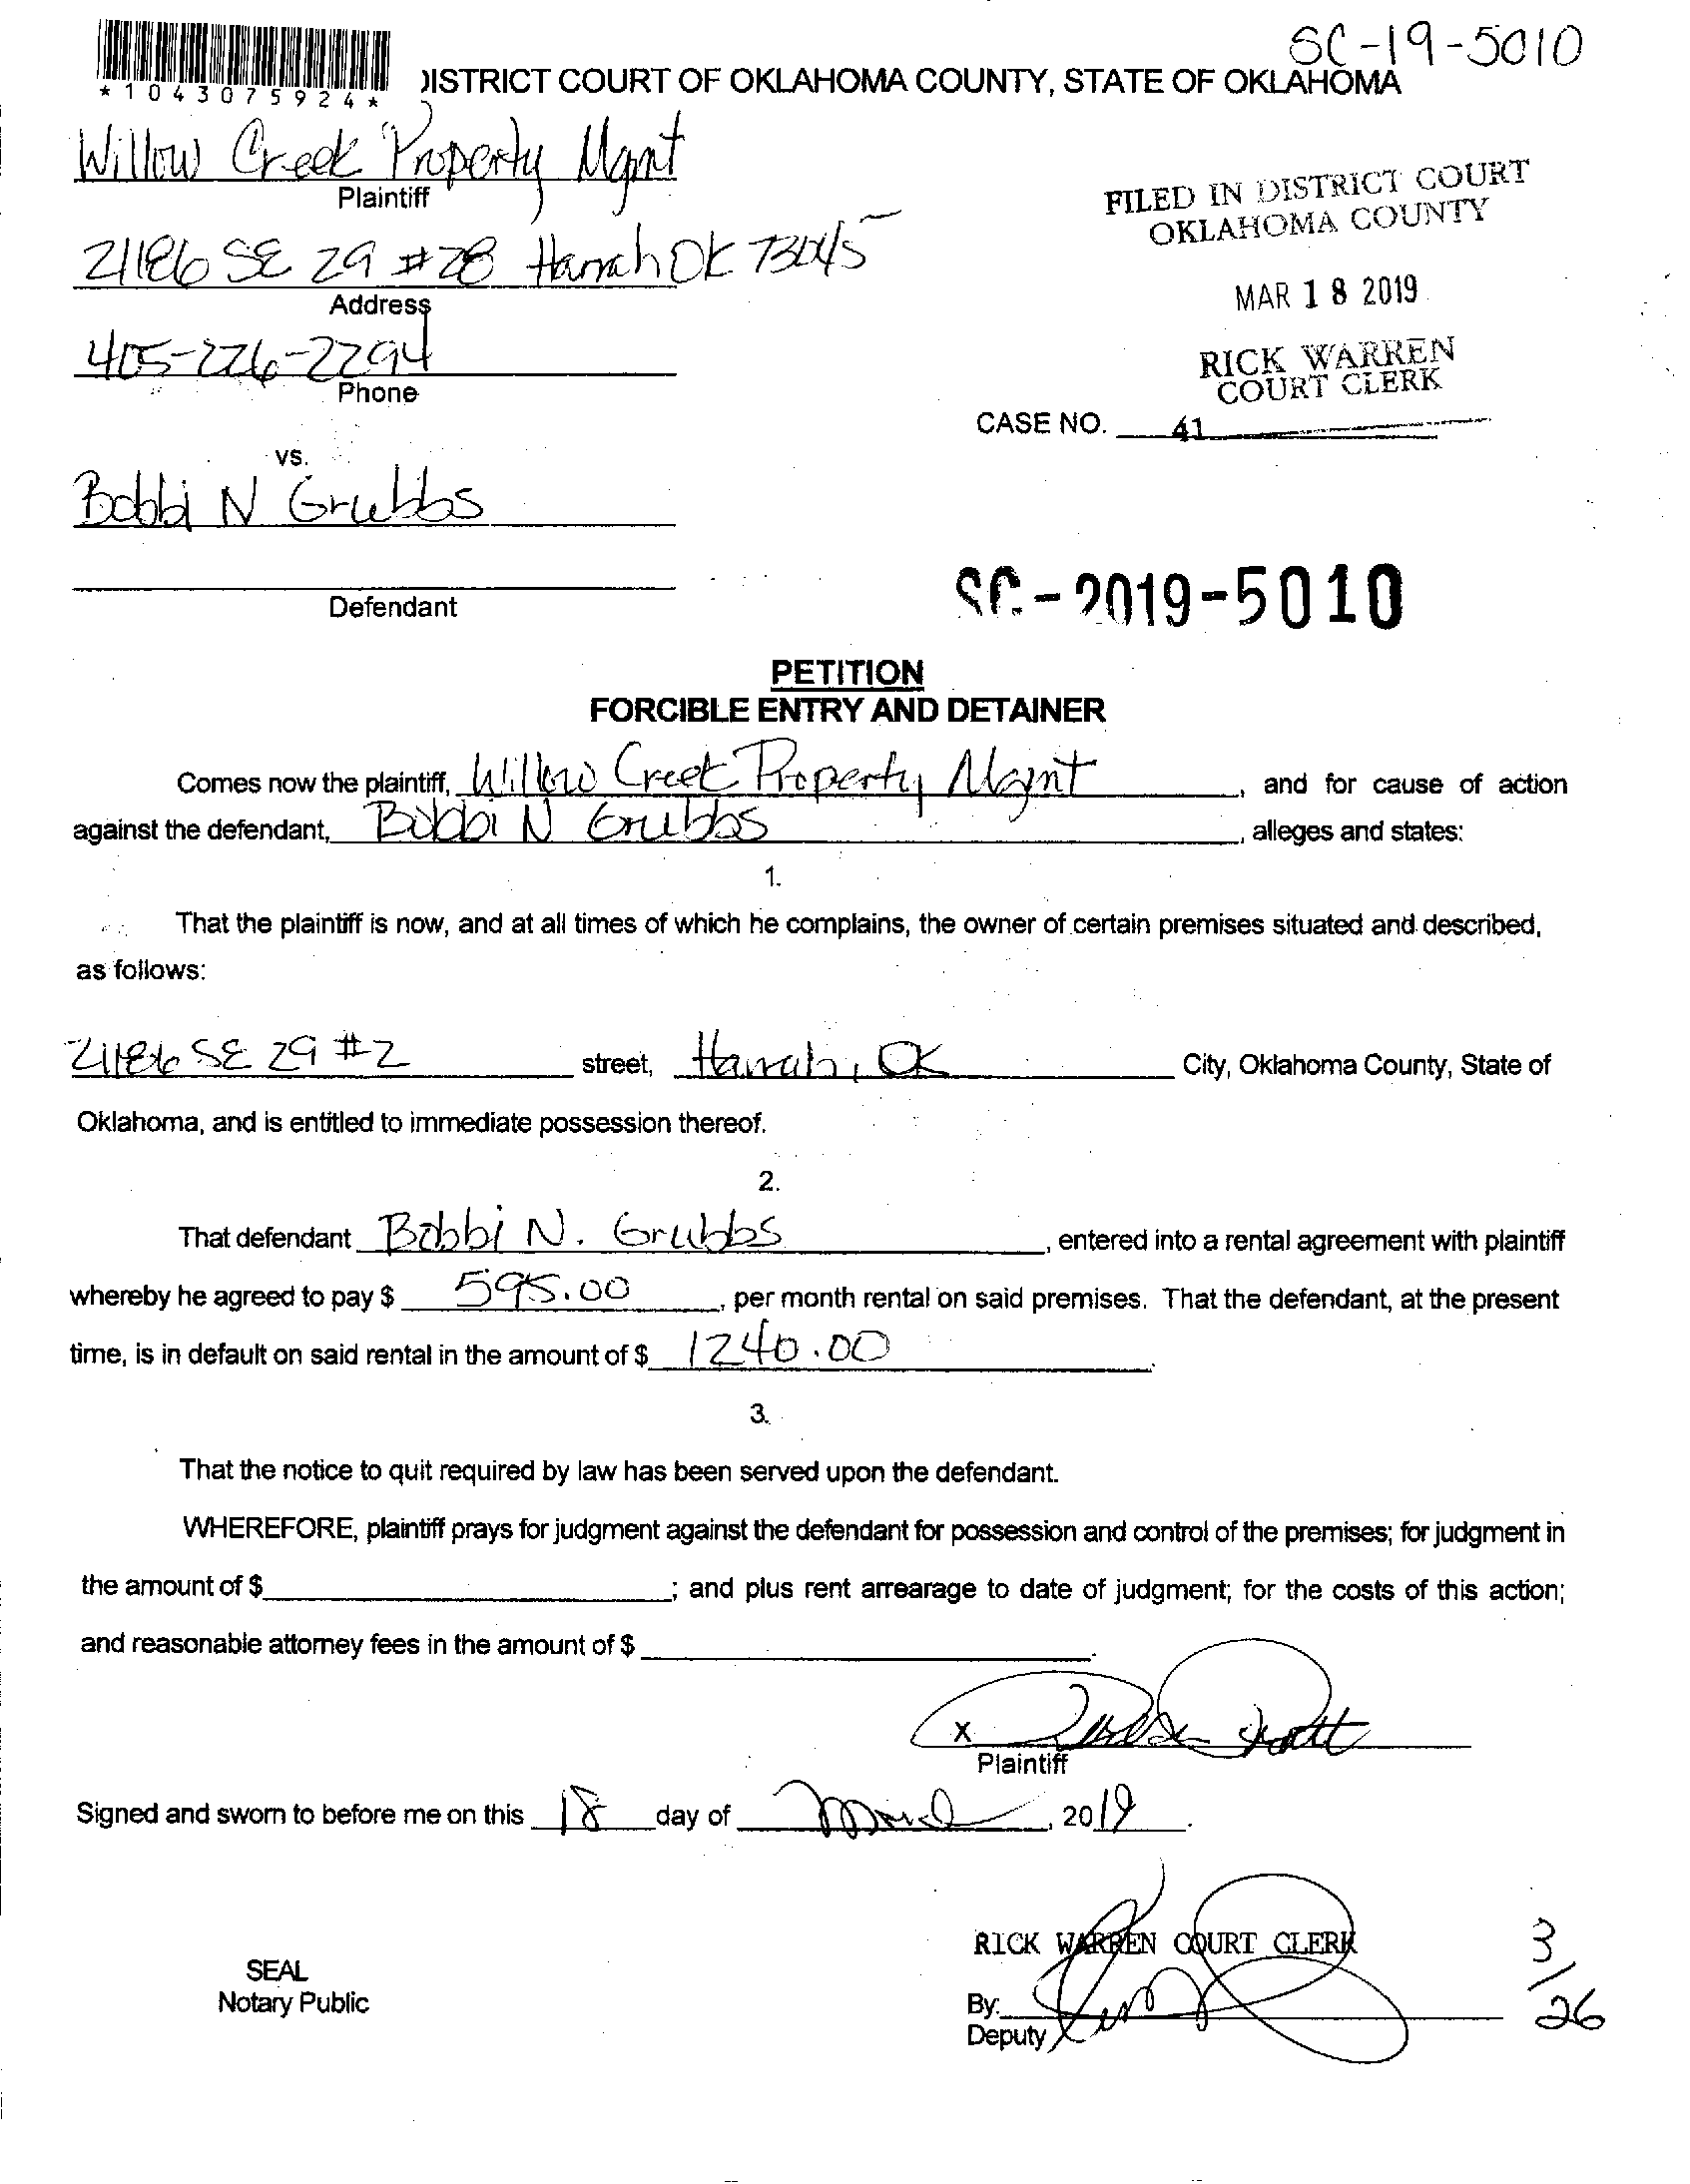 SC-19-5010
*1043075924*
DISTRICT COURT OF OKLAHOMA COUNTY, STATE OF OKLAHOMA
Willow Creek Property Mgmt
Plaintiff
FILED IN DISTRICT COURT
OKLAHOMA COUNTY
21186 SE 29 #28 Harrah OK 73045
Address
MAR 18 2019
405-226-2294
Phone
RICK WARREN
COURT CLERK
CASE NO.
41
vs.
Bobbi N Grubbs
Defendant
SC-2019-5010
PETITION
FORCIBLE ENTRY AND DETAINER
Comes now the plaintiff, Willow Creek Property Mgmt, and for cause of action
against the defendant, Bobbi N Grubbs, alleges and states:
1.
That the plaintiff is now, and at all times of which he complains, the owner of certain premises situated and described,
as follows:
21186 SE 29 #2 street, Harrah, OK City, Oklahoma County, State of
Oklahoma, and is entitled to immediate possession thereof.
2.
That defendant Bobbi N. Grubbs, entered into a rental agreement with plaintiff
whereby he agreed to pay $ 595.00, per month rental on said premises. That the defendant, at the present
time, is in default on said rental in the amount of $ 1240.00.
3.
That the notice to quit required by law has been served upon the defendant.
WHEREFORE, plaintiff prays for judgment against the defendant for possession and control of the premises; for judgment in
the amount of $ ; and plus rent arrearage to date of judgment; for the costs of this action;
and reasonable attorney fees in the amount of $ .
X
Plaintiff
Signed and sworn to before me on this 18 day of March, 2019.
RICK WARREN COURT CLERK
3/26
SEAL
Notary Public
By:
Deputy